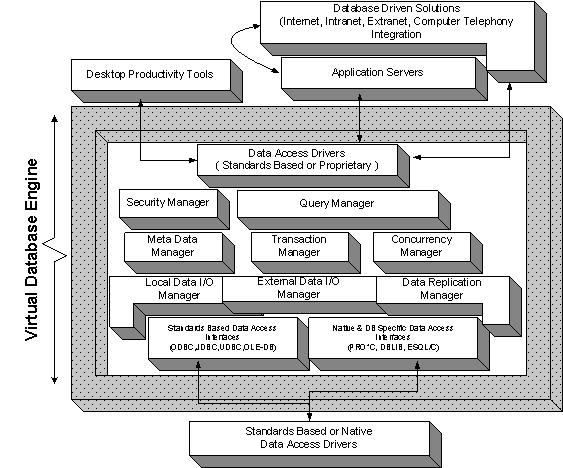 Database Driven Solutions
(Internet, Intranet, Extranet, Computer Telephony
Integration
Desktop Productivity Tools
Application Servers
Virtual Database Engine
Data Access Drivers
( Standards Based or Proprietary )
Security Manager
Query Manager
Meta Data
Manager
Transaction
Manager
Concurrency
Manager
Local Data I/O
Manager
External Data I/O
Manager
Data Replication
Manager
Standards Based Data Access
Interfaces
(ODBC,JDBC,UDBC,OLE-DB)
Native & DB Specific Data Access
Interfaces
(PRO*C, DBLIB, ESQL/C)
Standards Based or Native
Data Access Drivers